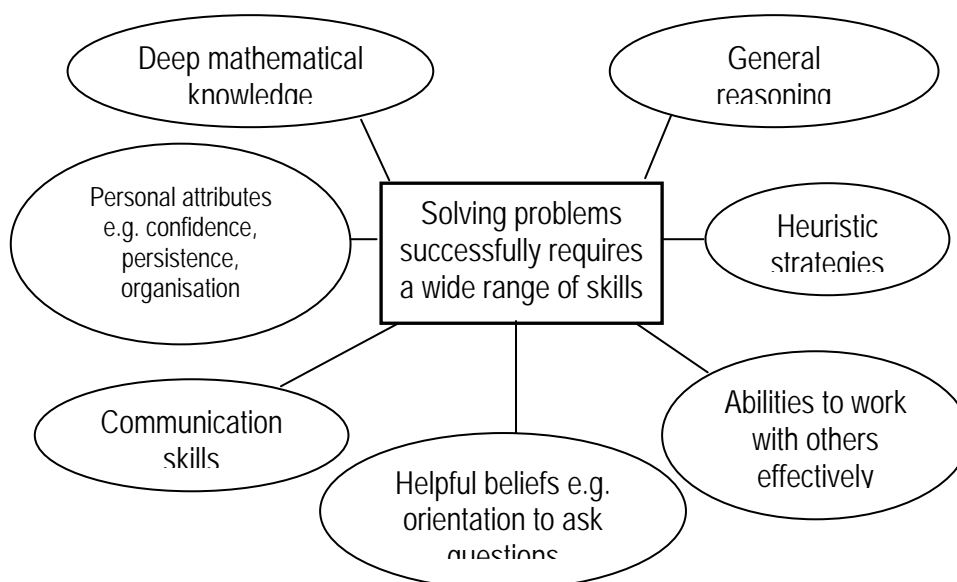 Deep mathematical
knowledge
General
reasoning
Personal attributes
e.g. confidence,
persistence,
organisation
Solving problems
successfully requires
a wide range of skills
Heuristic
strategies
Communication
skills
Helpful beliefs e.g.
orientation to ask
questions
Abilities to work
with others
effectively